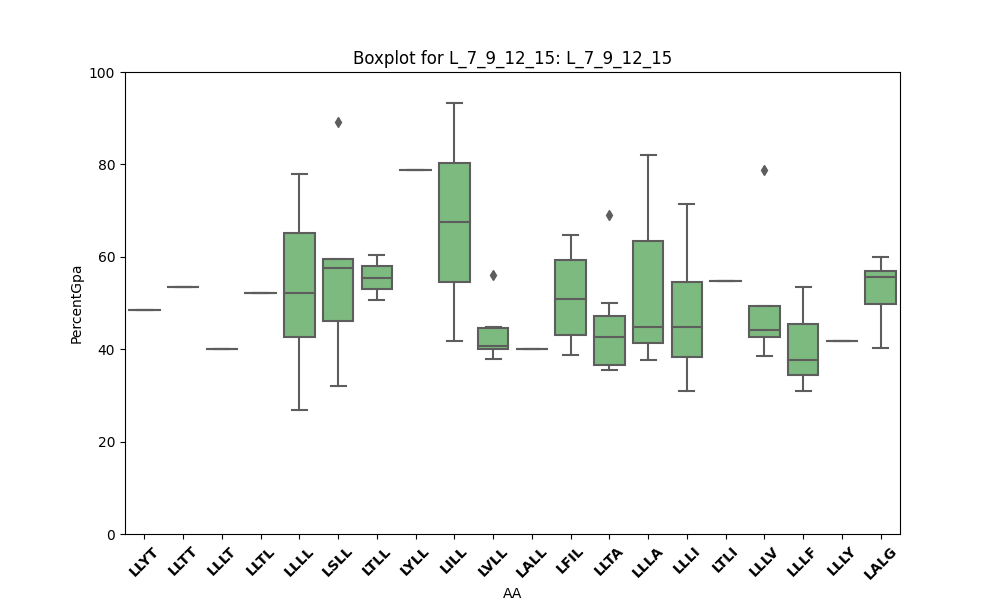 Boxplot for L_7_9_12_15: L_7_9_12_15
100
80
60
40
20
0
PercentGpa
LLYT LLTT LLLT LLTL LLLL LSLL LTLL LYLL LILL LVLL LALL LFIL LLTA LLLA LLLI LTLI LLLV LLLF LLLY LALG
AA